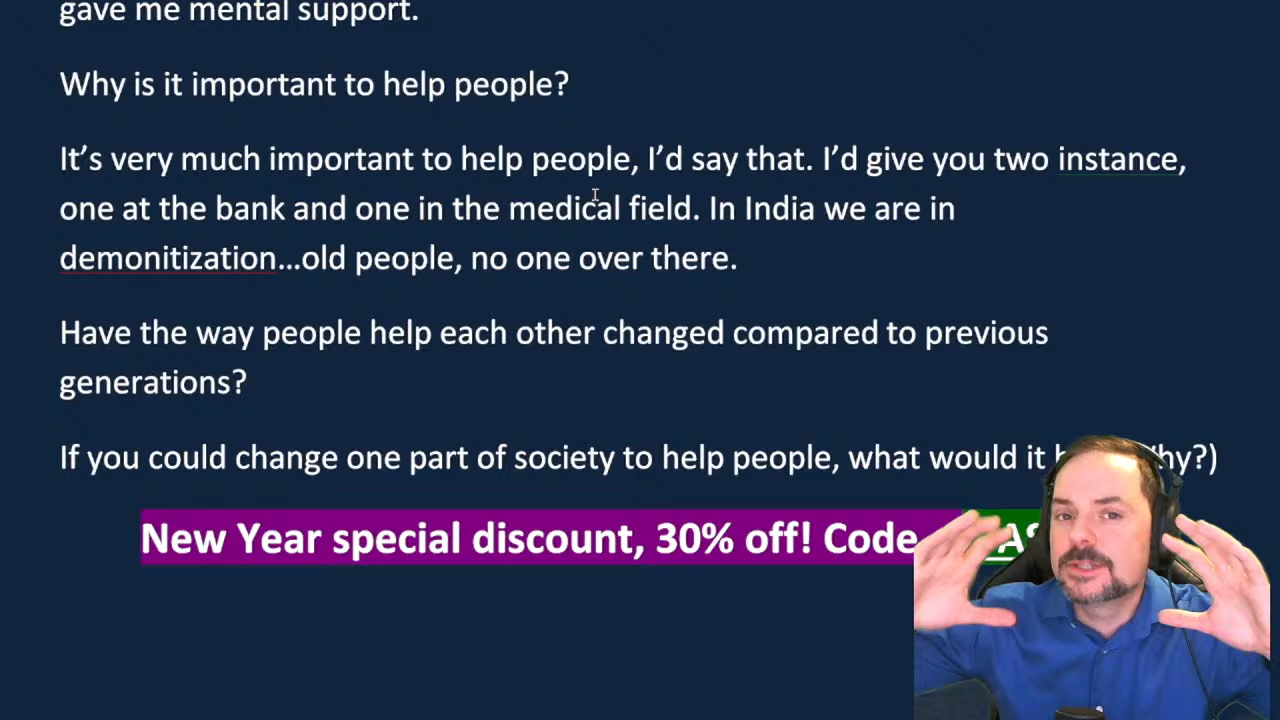 gave me mental support.
Why is it important to help people?
It's very much important to help people, I'd say that. I'd give you two instance,
one at the bank and one in the medical field. In India we are in
demonitization...old people, no one over there.
Have the way people help each other changed compared to previous
generations?
If you could change one part of society to help people, what would it
New Year special discount, 30% off! Code